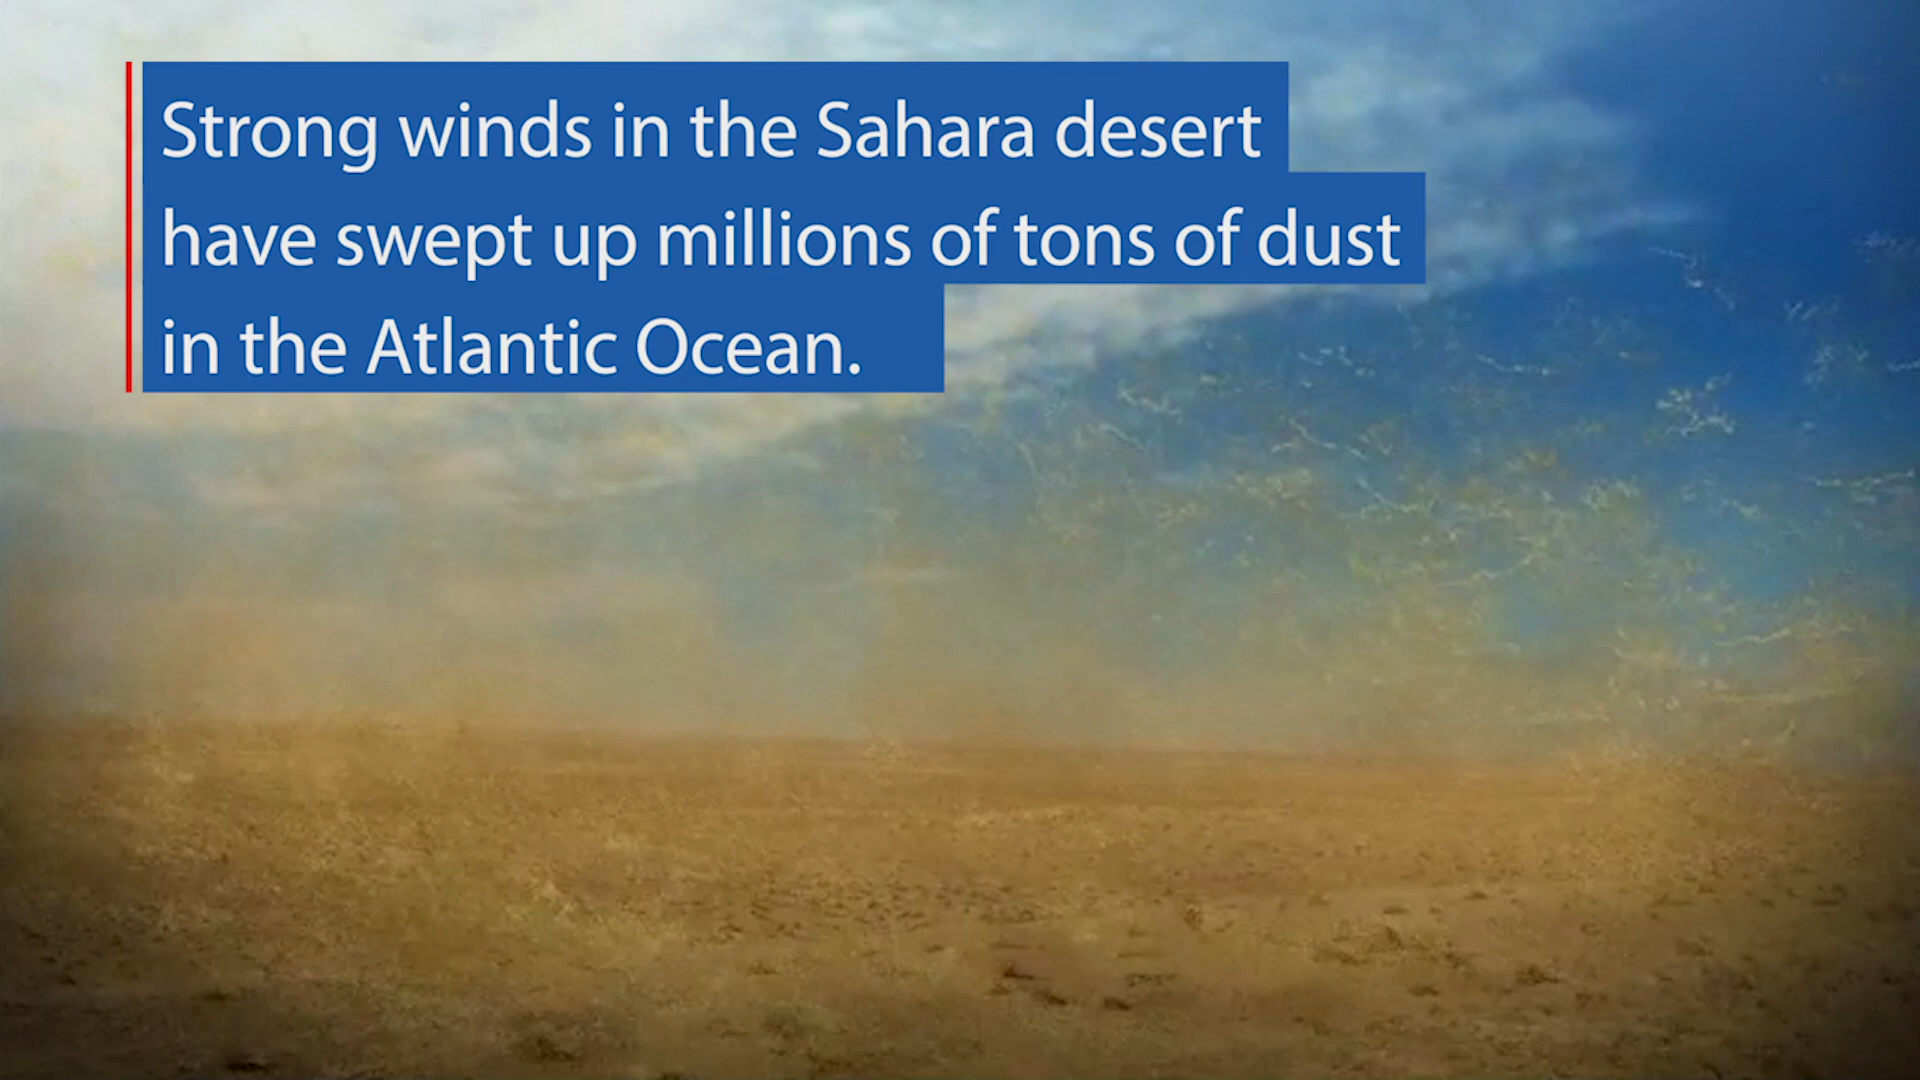 Strong winds in the Sahara desert
have swept up millions of tons of dust
in the Atlantic Ocean.